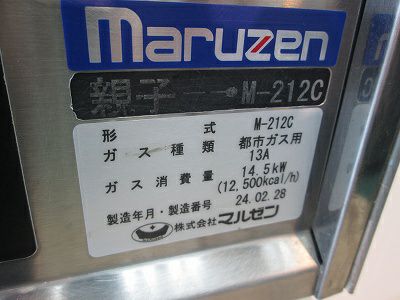 maruzen
親子 M-212C
形式 M-212C
ガス種類 都市ガス用
13A
ガス消費量 14.5kW
(12,500kcal/h)
製造年月・製造番号 24.02.28
株式会社 マルゼン